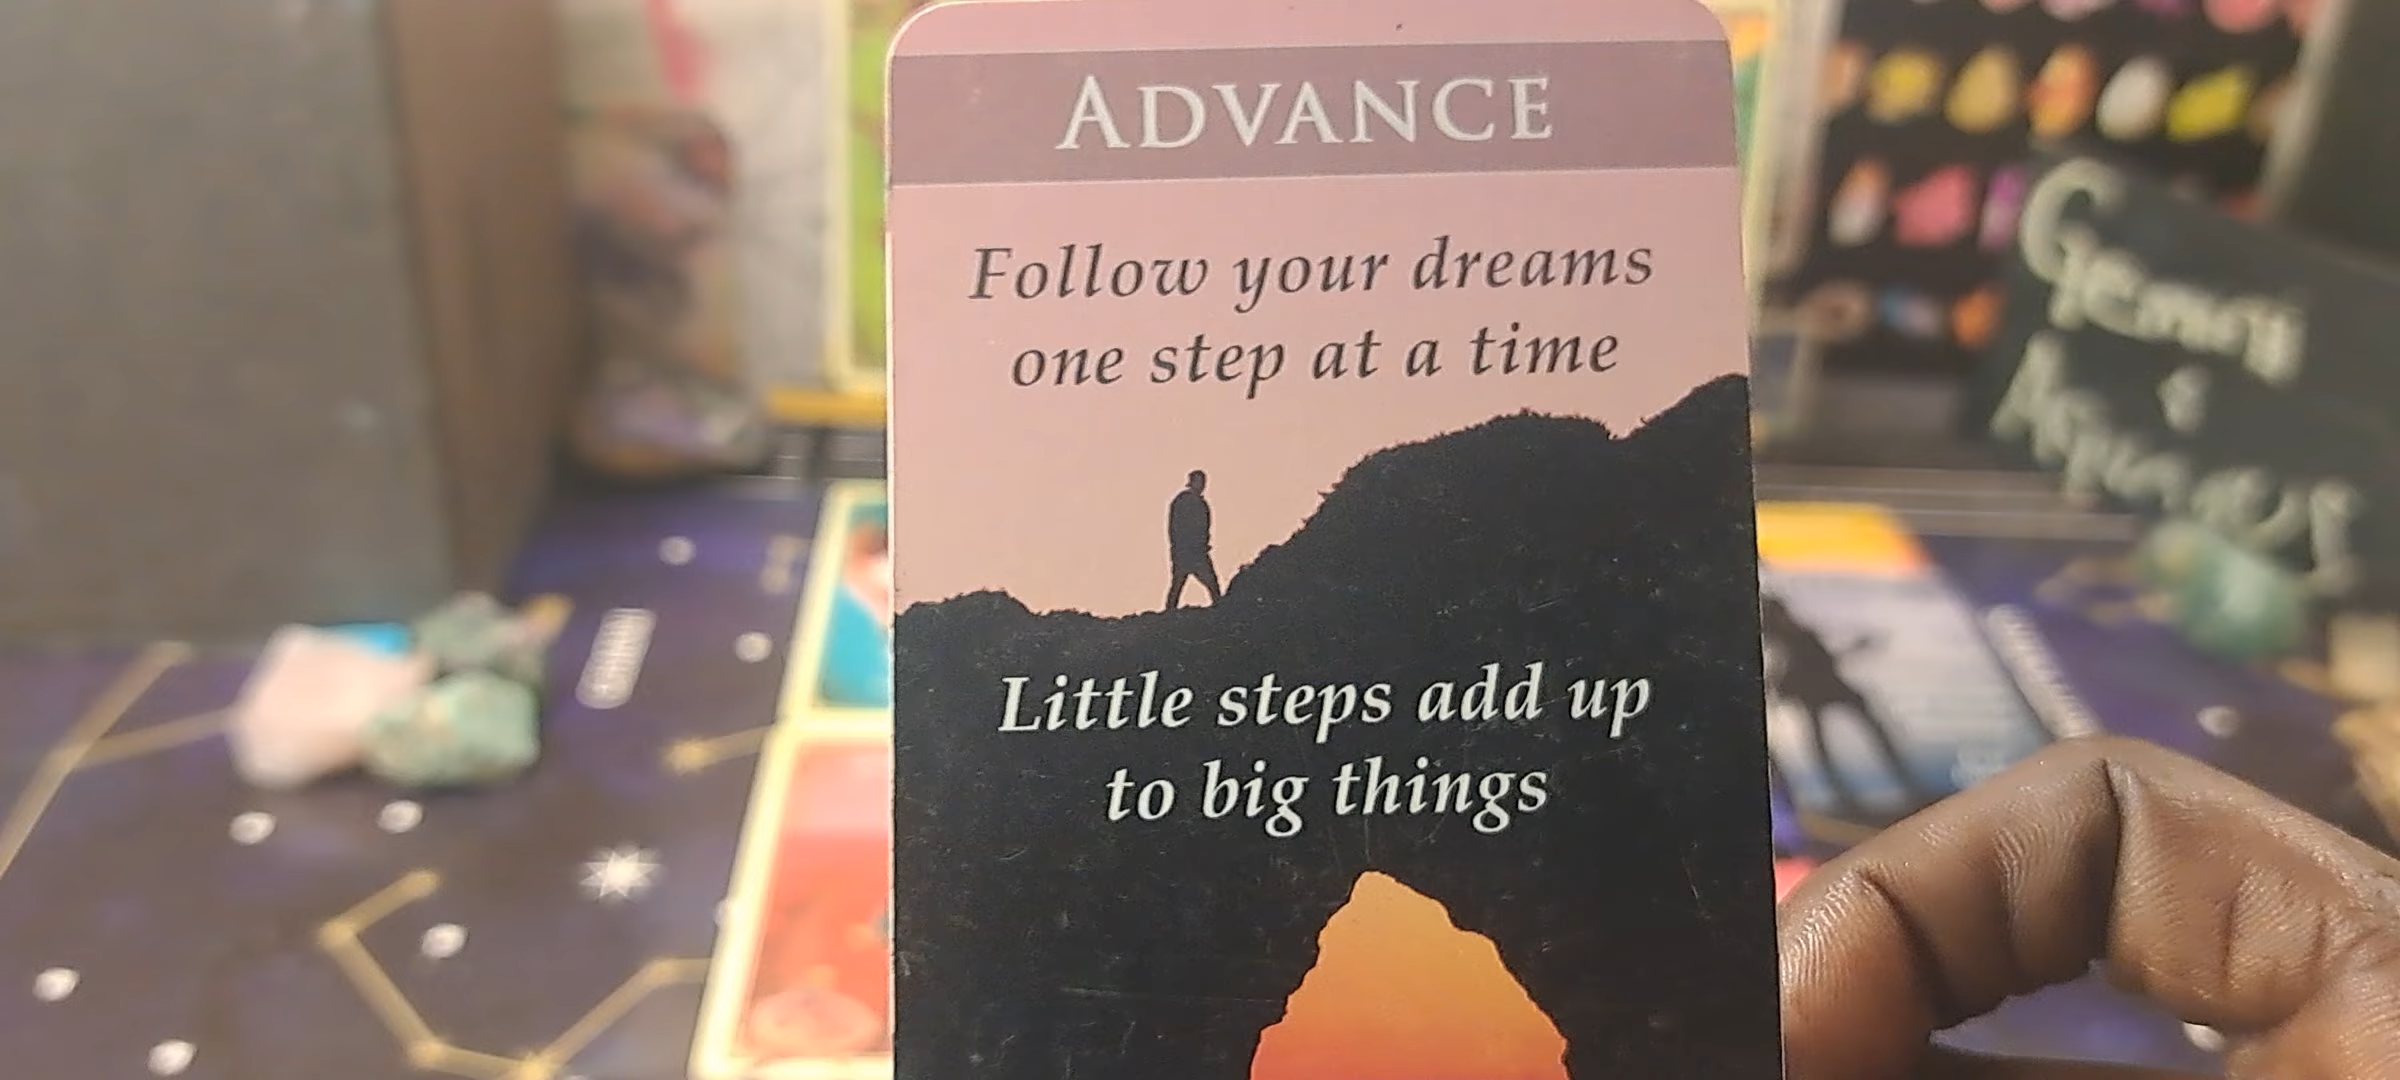 ADVANCE
Follow your dreams
one step at a time
Little steps add up
to big things